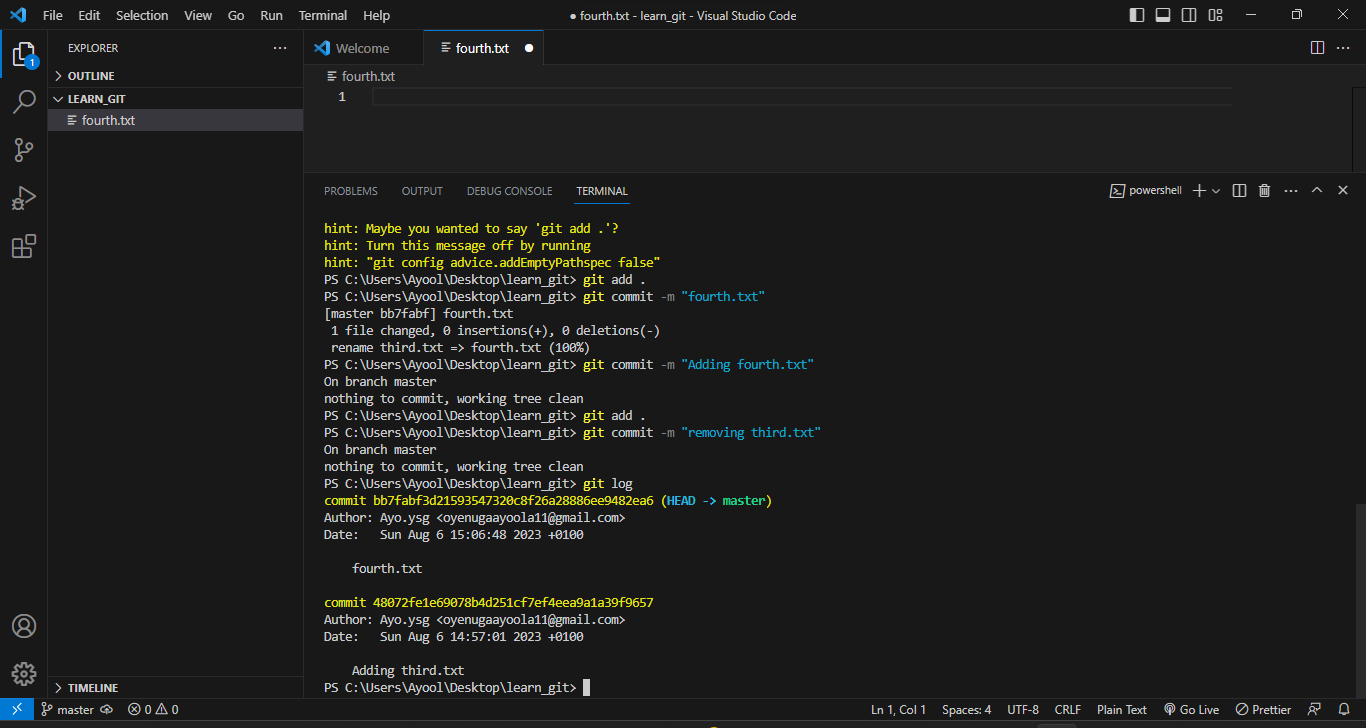 File Edit Selection View Go Run Terminal Help ● fourth.txt - learn_git - Visual Studio Code
EXPLORER
Welcome
fourth.txt
1
OUTLINE
LEARN_GIT
fourth.txt
fourth.txt
1
PROBLEMS OUTPUT DEBUG CONSOLE TERMINAL
powershell
hint: Maybe you wanted to say 'git add .'?
hint: Turn this message off by running
hint: "git config advice.addEmptyPathspec false"
PS C:\Users\Ayool\Desktop\learn_git> git add .
PS C:\Users\Ayool\Desktop\learn_git> git commit -m "fourth.txt"
[master bb7fabf] fourth.txt
1 file changed, 0 insertions(+), 0 deletions(-)
rename third.txt => fourth.txt (100%)
PS C:\Users\Ayool\Desktop\learn_git> git commit -m "Adding fourth.txt"
On branch master
nothing to commit, working tree clean
PS C:\Users\Ayool\Desktop\learn_git> git add .
PS C:\Users\Ayool\Desktop\learn_git> git commit -m "removing third.txt"
On branch master
nothing to commit, working tree clean
PS C:\Users\Ayool\Desktop\learn_git> git log
commit bb7fabf3d21593547320c8f26a28886ee9482ea6 (HEAD -> master)
Author: Ayo.ysg <oyenugaayoola11@gmail.com>
Date: Sun Aug 6 15:06:48 2023 +0100
fourth.txt
commit 48072fe1e69078b4d251cf7ef4eea9a1a39f9657
Author: Ayo.ysg <oyenugaayoola11@gmail.com>
Date: Sun Aug 6 14:57:01 2023 +0100
Adding third.txt
PS C:\Users\Ayool\Desktop\learn_git>
TIMELINE
master 0 0 Ln 1, Col 1 Spaces: 4 UTF-8 CRLF Plain Text Go Live Prettier